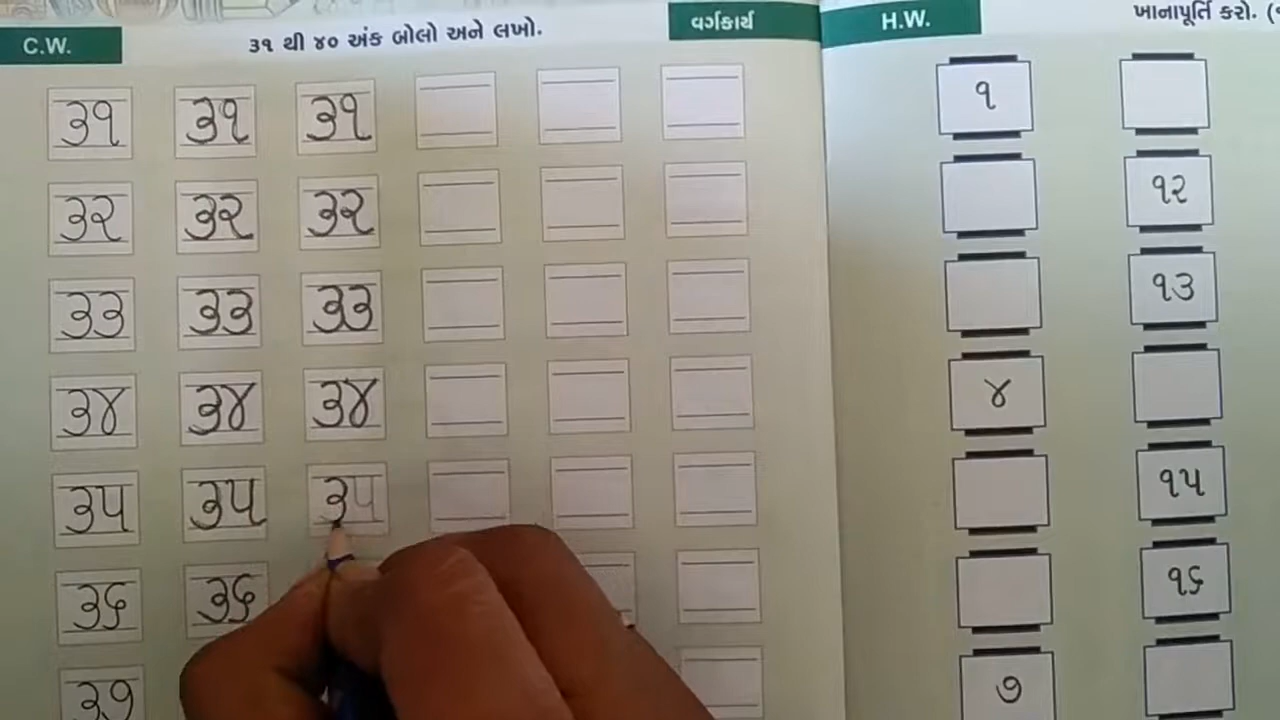 C.W. ૩૧ થી ૪૦ અંક બોલો અને લખો. વર્ગકાર્ય
૩૧ ૩૧ ૩૧
૩૨ ૩૨ ૩૨
૩૩ ૩૩ ૩૩
૩૪ ૩૪ ૩૪
૩૫ ૩૫ ૩૫
૩૬ ૩૬
૩૭
H.W. ખાનાપૂર્તિ કરો.
૧
૧૨
૧૩
૪
૧૫
૧૬
૭